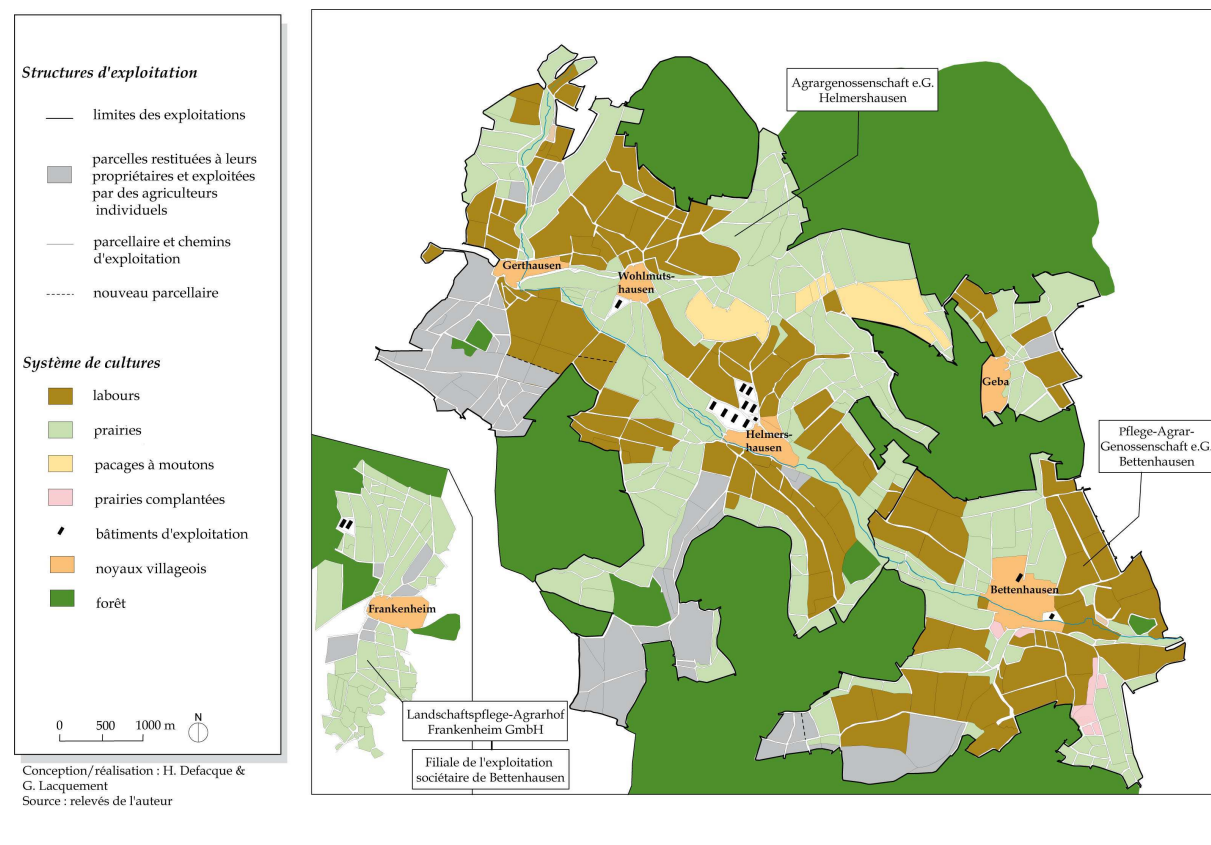 Structures d'exploitation
limites des exploitations
parcelles restituées à leurs
propriétaires et exploitées
par des agriculteurs
individuels
parcellaire et chemins
d'exploitation
nouveau parcellaire
Système de cultures
labours
prairies
pacages à moutons
prairies complantées
bâtiments d'exploitation
noyaux villageois
forêt
0 500 1000 m N
Conception/réalisation : H. Defacque &
G. Lacquement
Source : relevés de l'auteur
Agrargenossenschaft e.G.
Helmershausen
Gerthausen
Wohlmuts-
hausen
Geba
Helmers-
hausen
Pflege-Agrar-
Genossenschaft e.G.
Bettenhausen
Bettenhausen
Frankenheim
Landschaftspflege-Agrarhof
Frankenheim GmbH
Filiale de l'exploitation
sociétaire de Bettenhausen